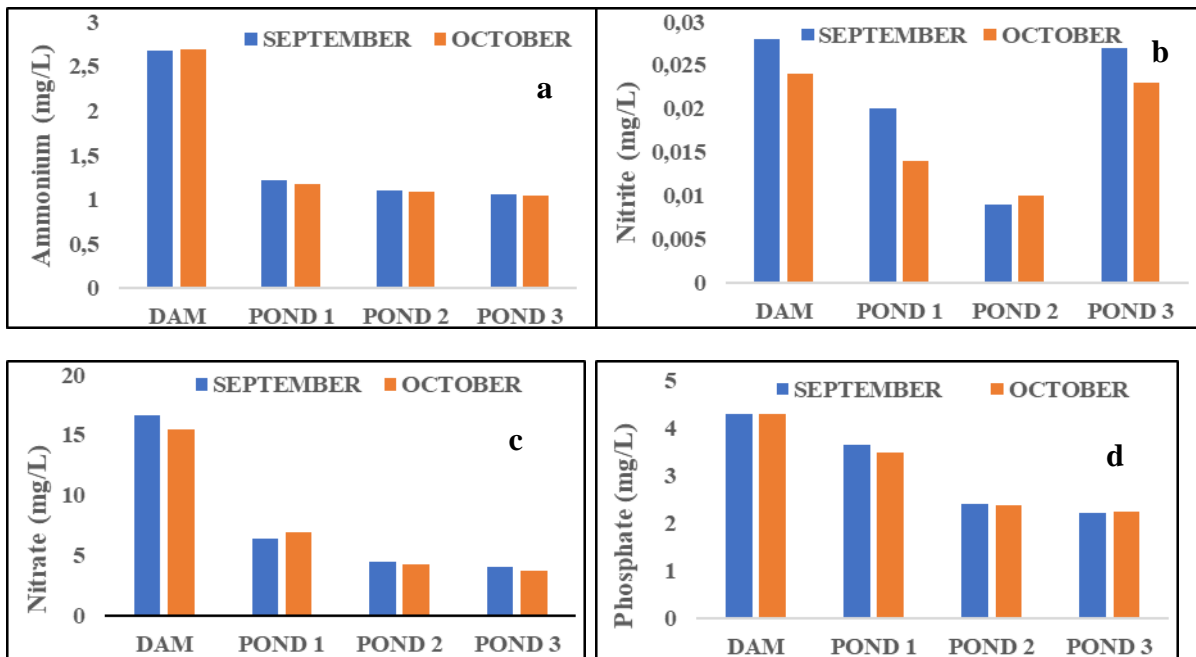 SEPTEMBER OCTOBER
a
Ammonium (mg/L)
3
2,5
2
1,5
1
0,5
0
DAM POND 1 POND 2 POND 3
SEPTEMBER OCTOBER
b
Nitrite (mg/L)
0,03
0,025
0,02
0,015
0,01
0,005
0
DAM POND 1 POND 2 POND 3
SEPTEMBER OCTOBER
c
Nitrate (mg/L)
20
15
10
5
0
DAM POND 1 POND 2 POND 3
SEPTEMBER OCTOBER
d
Phosphate (mg/L)
5
4
3
2
1
0
DAM POND 1 POND 2 POND 3